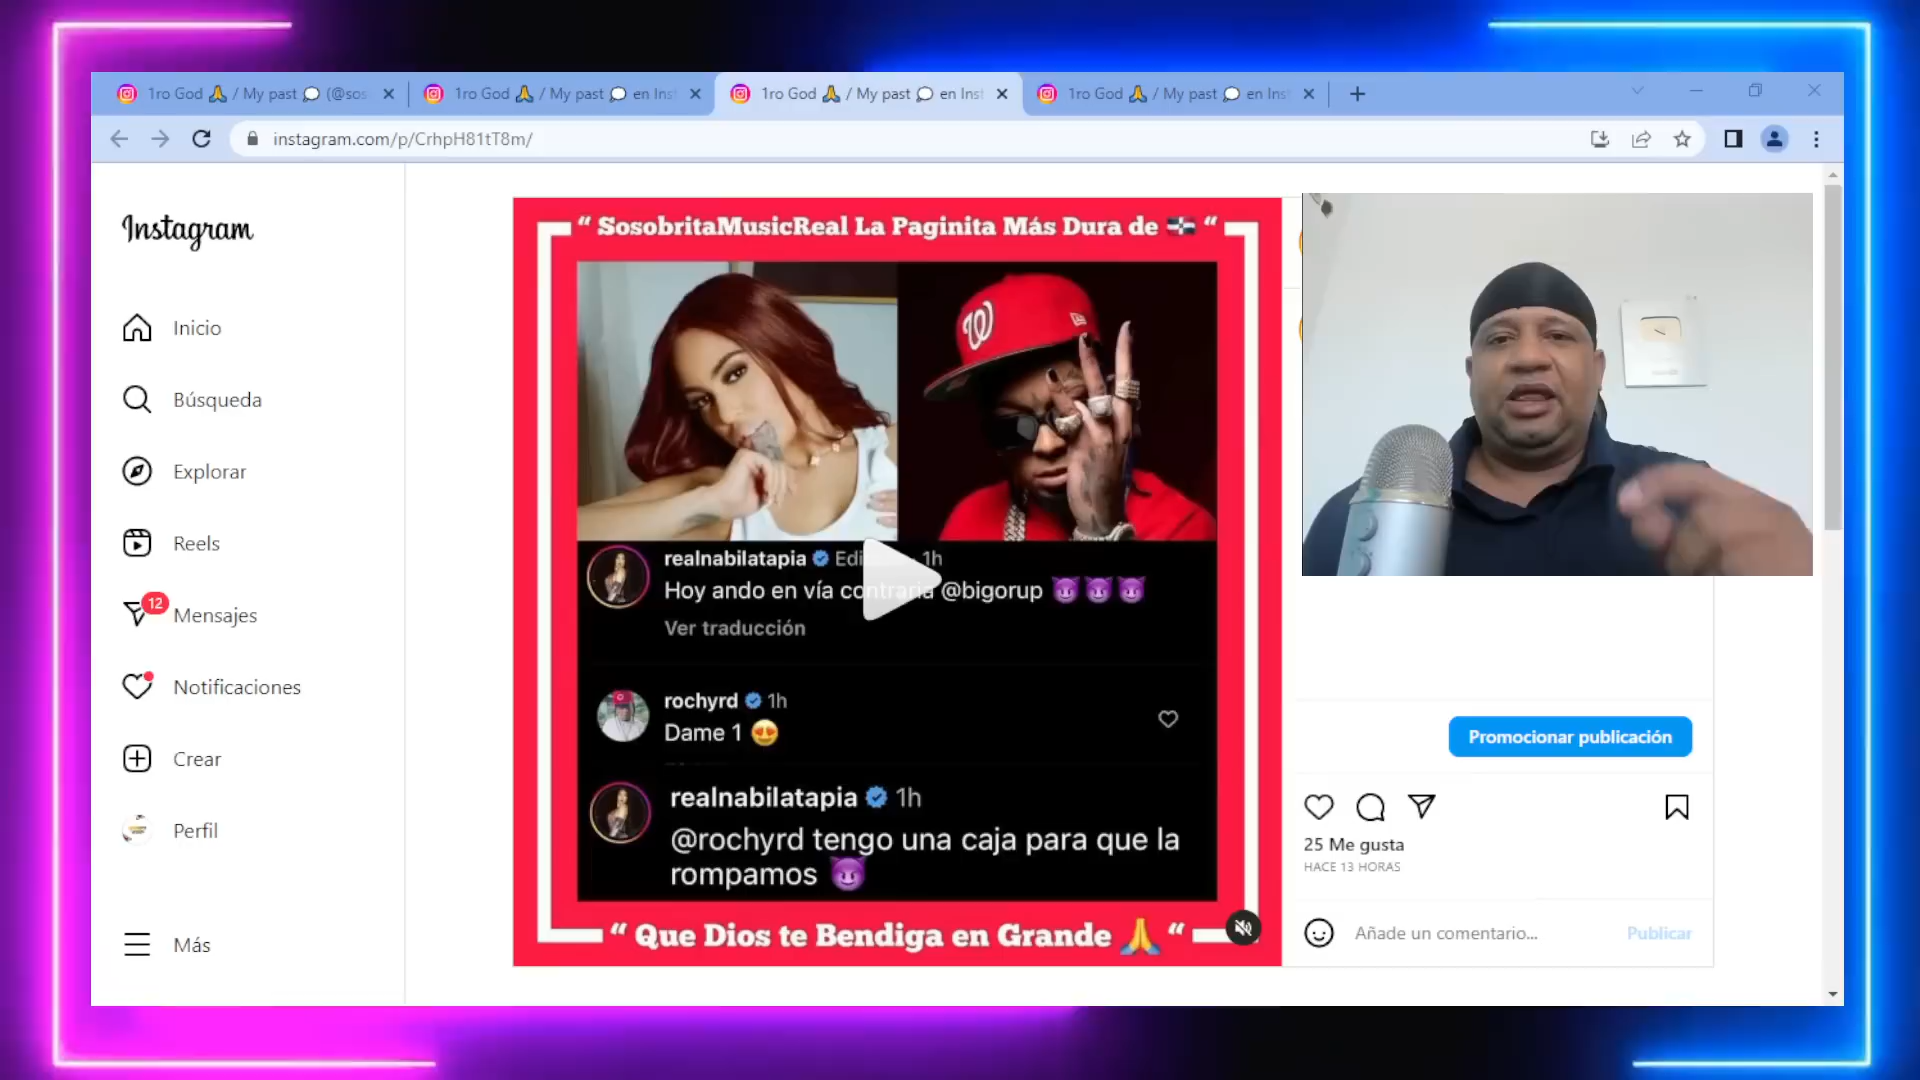 1ro God 🙏 / My past 💭 (@sos
1ro God 🙏 / My past 💭 en Inst
1ro God 🙏 / My past 💭 en Inst
1ro God 🙏 / My past 💭 en Ins
instagram.com/p/CrhpH81tT8m/
Instagram
Inicio
Búsqueda
Explorar
Reels
12
Mensajes
Notificaciones
Crear
Perfil
Más
“ SosobritaMusicReal La Paginita Más Dura de 🇩🇴 “
W
realnabilatapia 1h
Hoy ando en vía contraria @bigorup 😈😈😈
Ver traducción
rochyrd 1h
Dame 1 😍
realnabilatapia 1h
@rochyrd tengo una caja para que la
rompamos 😈
“ Que Dios te Bendiga en Grande 🙏 “
Promocionar publicación
25 Me gusta
HACE 13 HORAS
Añade un comentario...
Publicar